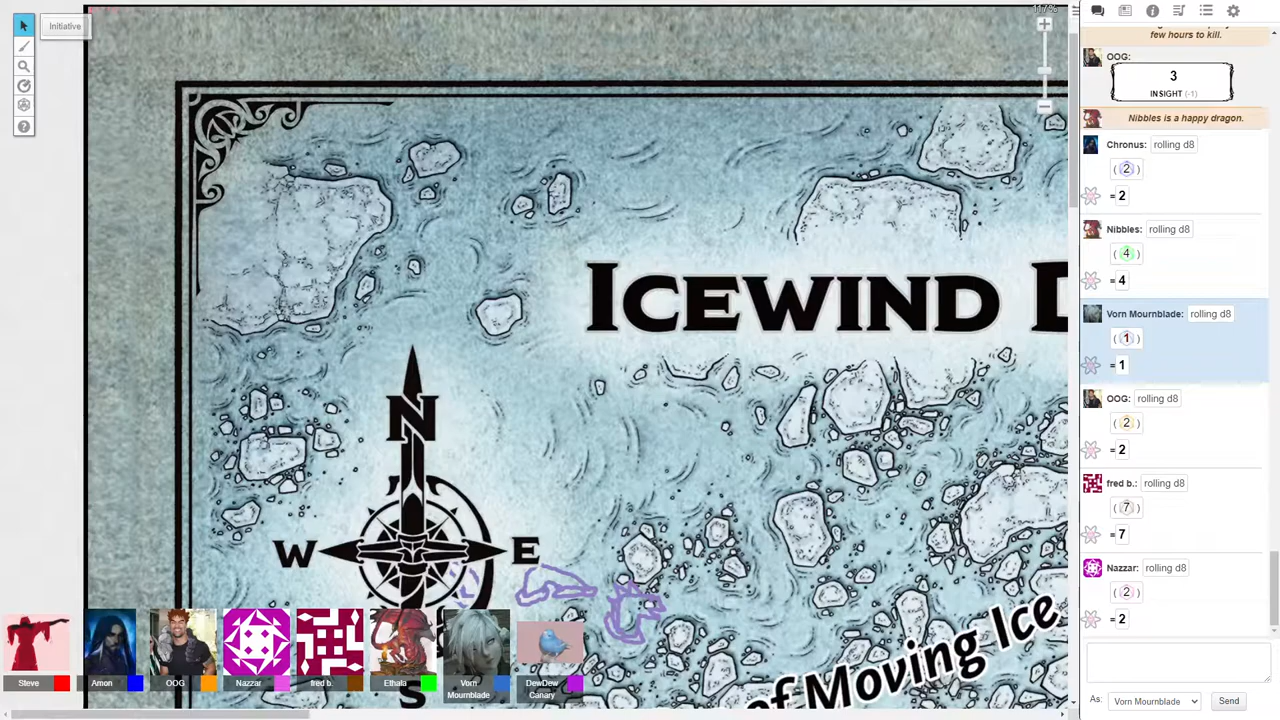 Initiative
117%
few hours to kill.
OOG:
3
INSIGHT (-1)
Nibbles is a happy dragon.
Chronus: rolling d8
(2)
= 2
Nibbles: rolling d8
(4)
= 4
Vorn Mournblade: rolling d8
(1)
= 1
OOG: rolling d8
(2)
= 2
fred b.: rolling d8
(7)
= 7
Nazzar: rolling d8
(2)
= 2
As: Vorn Mournblade
Send
ICEWIND D
N
W
E
S
of Moving Ice
Steve
Amon
OOG
Nazzar
fred b.
Ethala
Vorn Mournblade
DewDew Canary